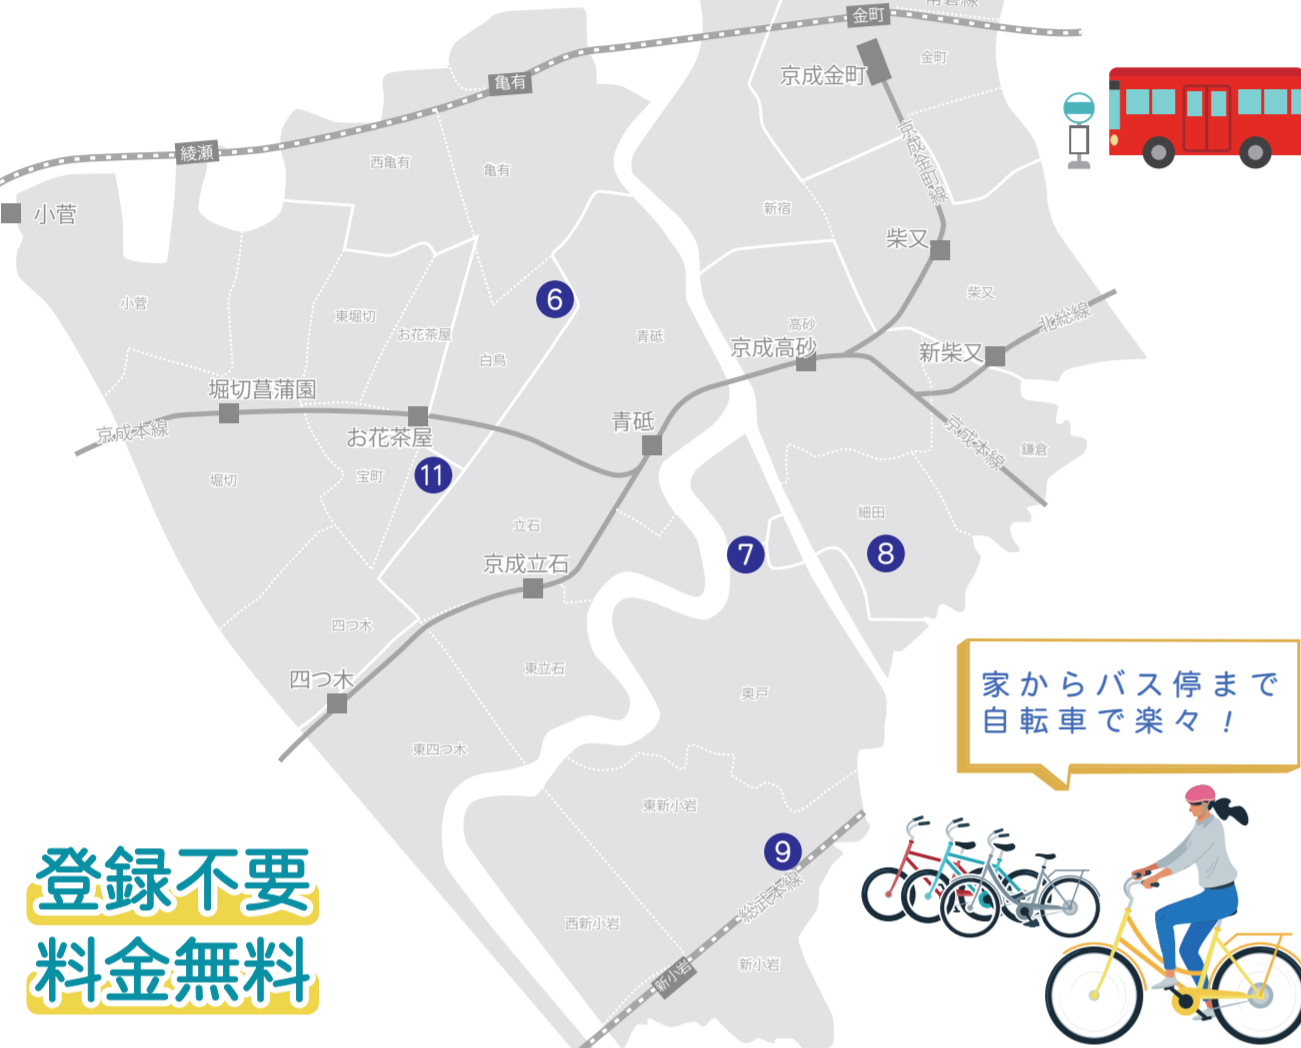 常磐線
金町
京成金町
金町
亀有
綾瀬
西亀有
亀有
京成金町線
小菅
新宿
柴又
小菅
柴又
東堀切
お花茶屋
6
青砥
高砂
北総線
白鳥
京成高砂
新柴又
堀切菖蒲園
青砥
京成本線
お花茶屋
京成本線
鎌倉
堀切
宝町
11
立石
細田
京成立石
7
8
四つ木
東立石
四つ木
奥戸
東四つ木
家からバス停まで
自転車で楽々！
東新小岩
9
登録不要
料金無料
総武本線
西新小岩
新小岩
新小岩